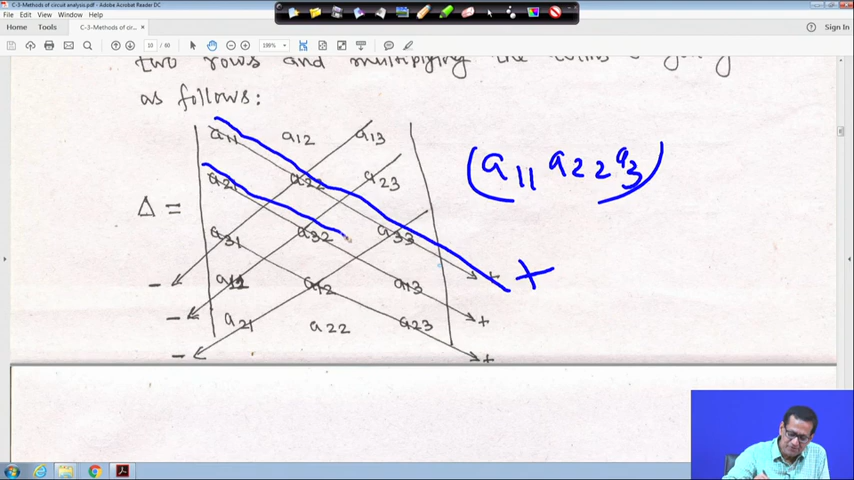 C-3-Methods of circuit analysis.pdf - Adobe Acrobat Reader DC
File Edit View Window Help
Home Tools C-3-Methods of circuit... × Sign In
10 / 60 199%
two rows and multiplying the terms
as follows:
a11 a12 a13
a21 a22 a23
Δ =
a31 a32 a33
a11 a12 a13
a21 a22 a23
- - -
+ + +
(a11 a22 a3)
+